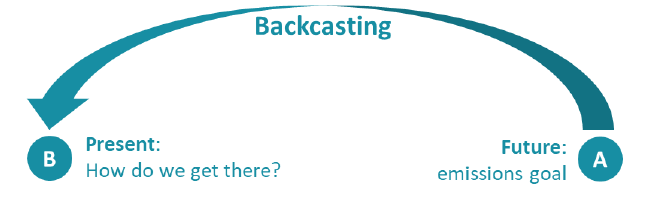 Backcasting
B
Present:
How do we get there?
Future:
emissions goal
A